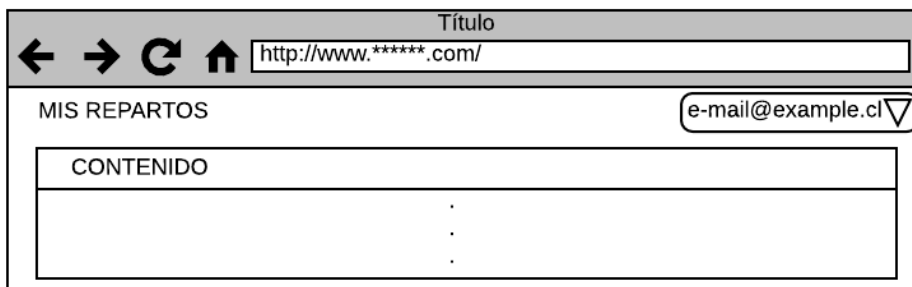 Título
http://www.******.com/
MIS REPARTOS
e-mail@example.cl
CONTENIDO
.
.
.